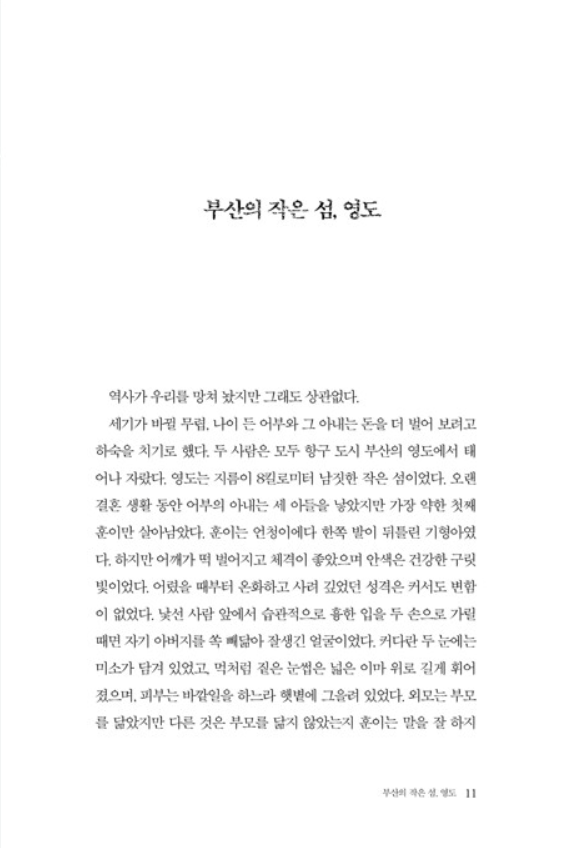 부산의 작은 섬, 영도
역사가 우리를 망쳐 놨지만 그래도 상관없다.
세기가 바뀔 무렵, 나이 든 어부와 그 아내는 돈을 더 벌어 보려고
하숙을 치기로 했다. 두 사람은 모두 항구 도시 부산의 영도에서 태
어나 자랐다. 영도는 지름이 8킬로미터 남짓한 작은 섬이었다. 오랜
결혼 생활 동안 어부의 아내는 세 아들을 낳았지만 가장 약한 첫째
훈이만 살아남았다. 훈이는 언청이에다 한쪽 발이 뒤틀린 기형아였
다. 하지만 어깨가 떡 벌어지고 체격이 좋았으며 안색은 건강한 구릿
빛이었다. 어렸을 때부터 온화하고 사려 깊었던 성격은 커서도 변함
이 없었다. 낯선 사람 앞에서 습관적으로 흉한 입을 두 손으로 가릴
때면 자기 아버지를 쏙 빼닮아 잘생긴 얼굴이었다. 커다란 두 눈에는
미소가 담겨 있었고, 먹처럼 짙은 눈썹은 넓은 이마 위로 길게 휘어
졌으며, 피부는 바깥일을 하느라 햇볕에 그을려 있었다. 외모는 부모
를 닮았지만 다른 것은 부모를 닮지 않았는지 훈이는 말을 잘 하지
부산의 작은 섬, 영도 11